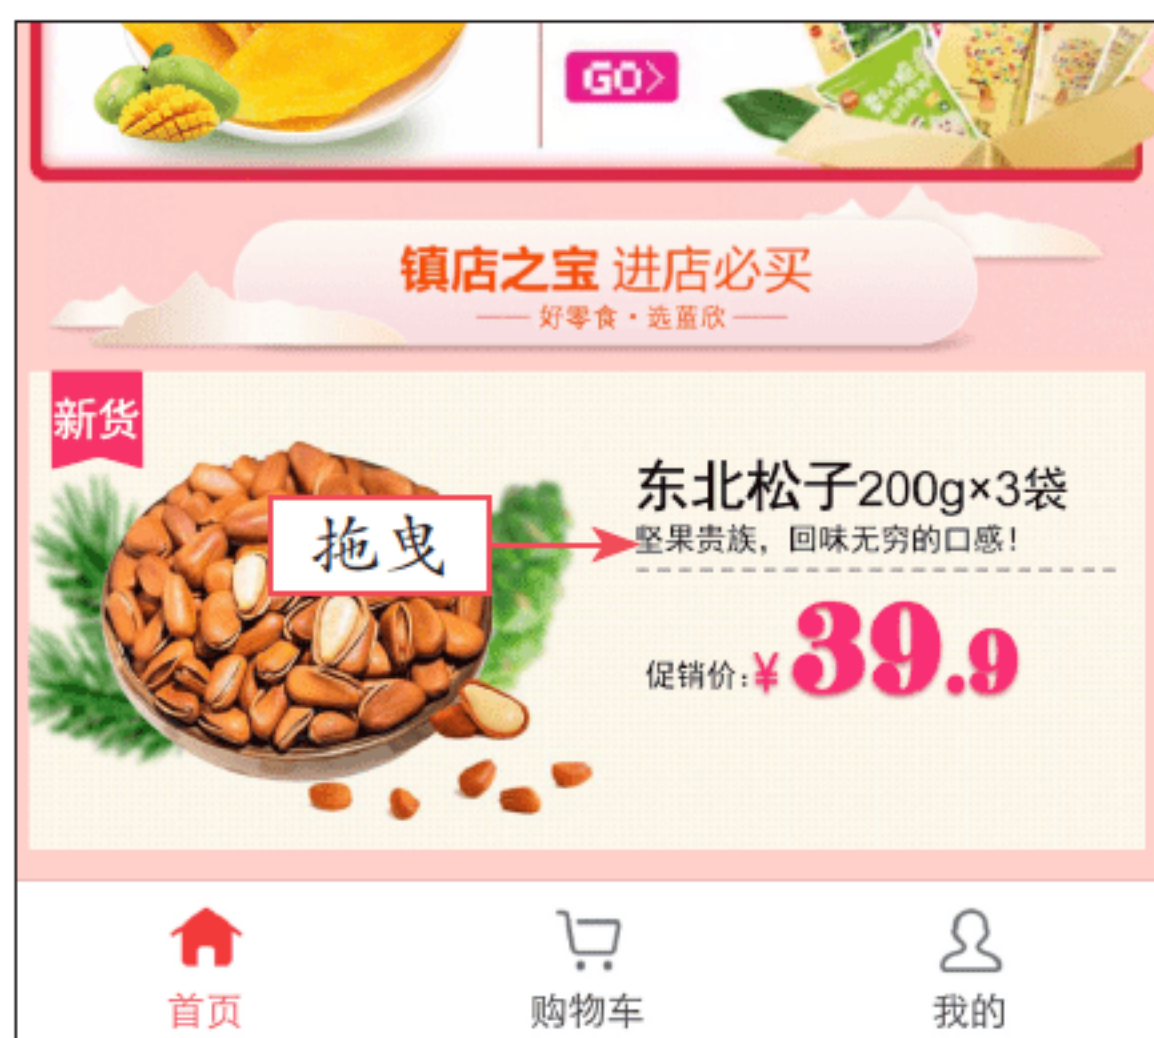 GO>
镇店之宝 进店必买
好零食·选蓝欣
新货
东北松子200g×3袋
拖曳
坚果贵族，回味无穷的口感！
促销价：¥39.9
首页
购物车
我的